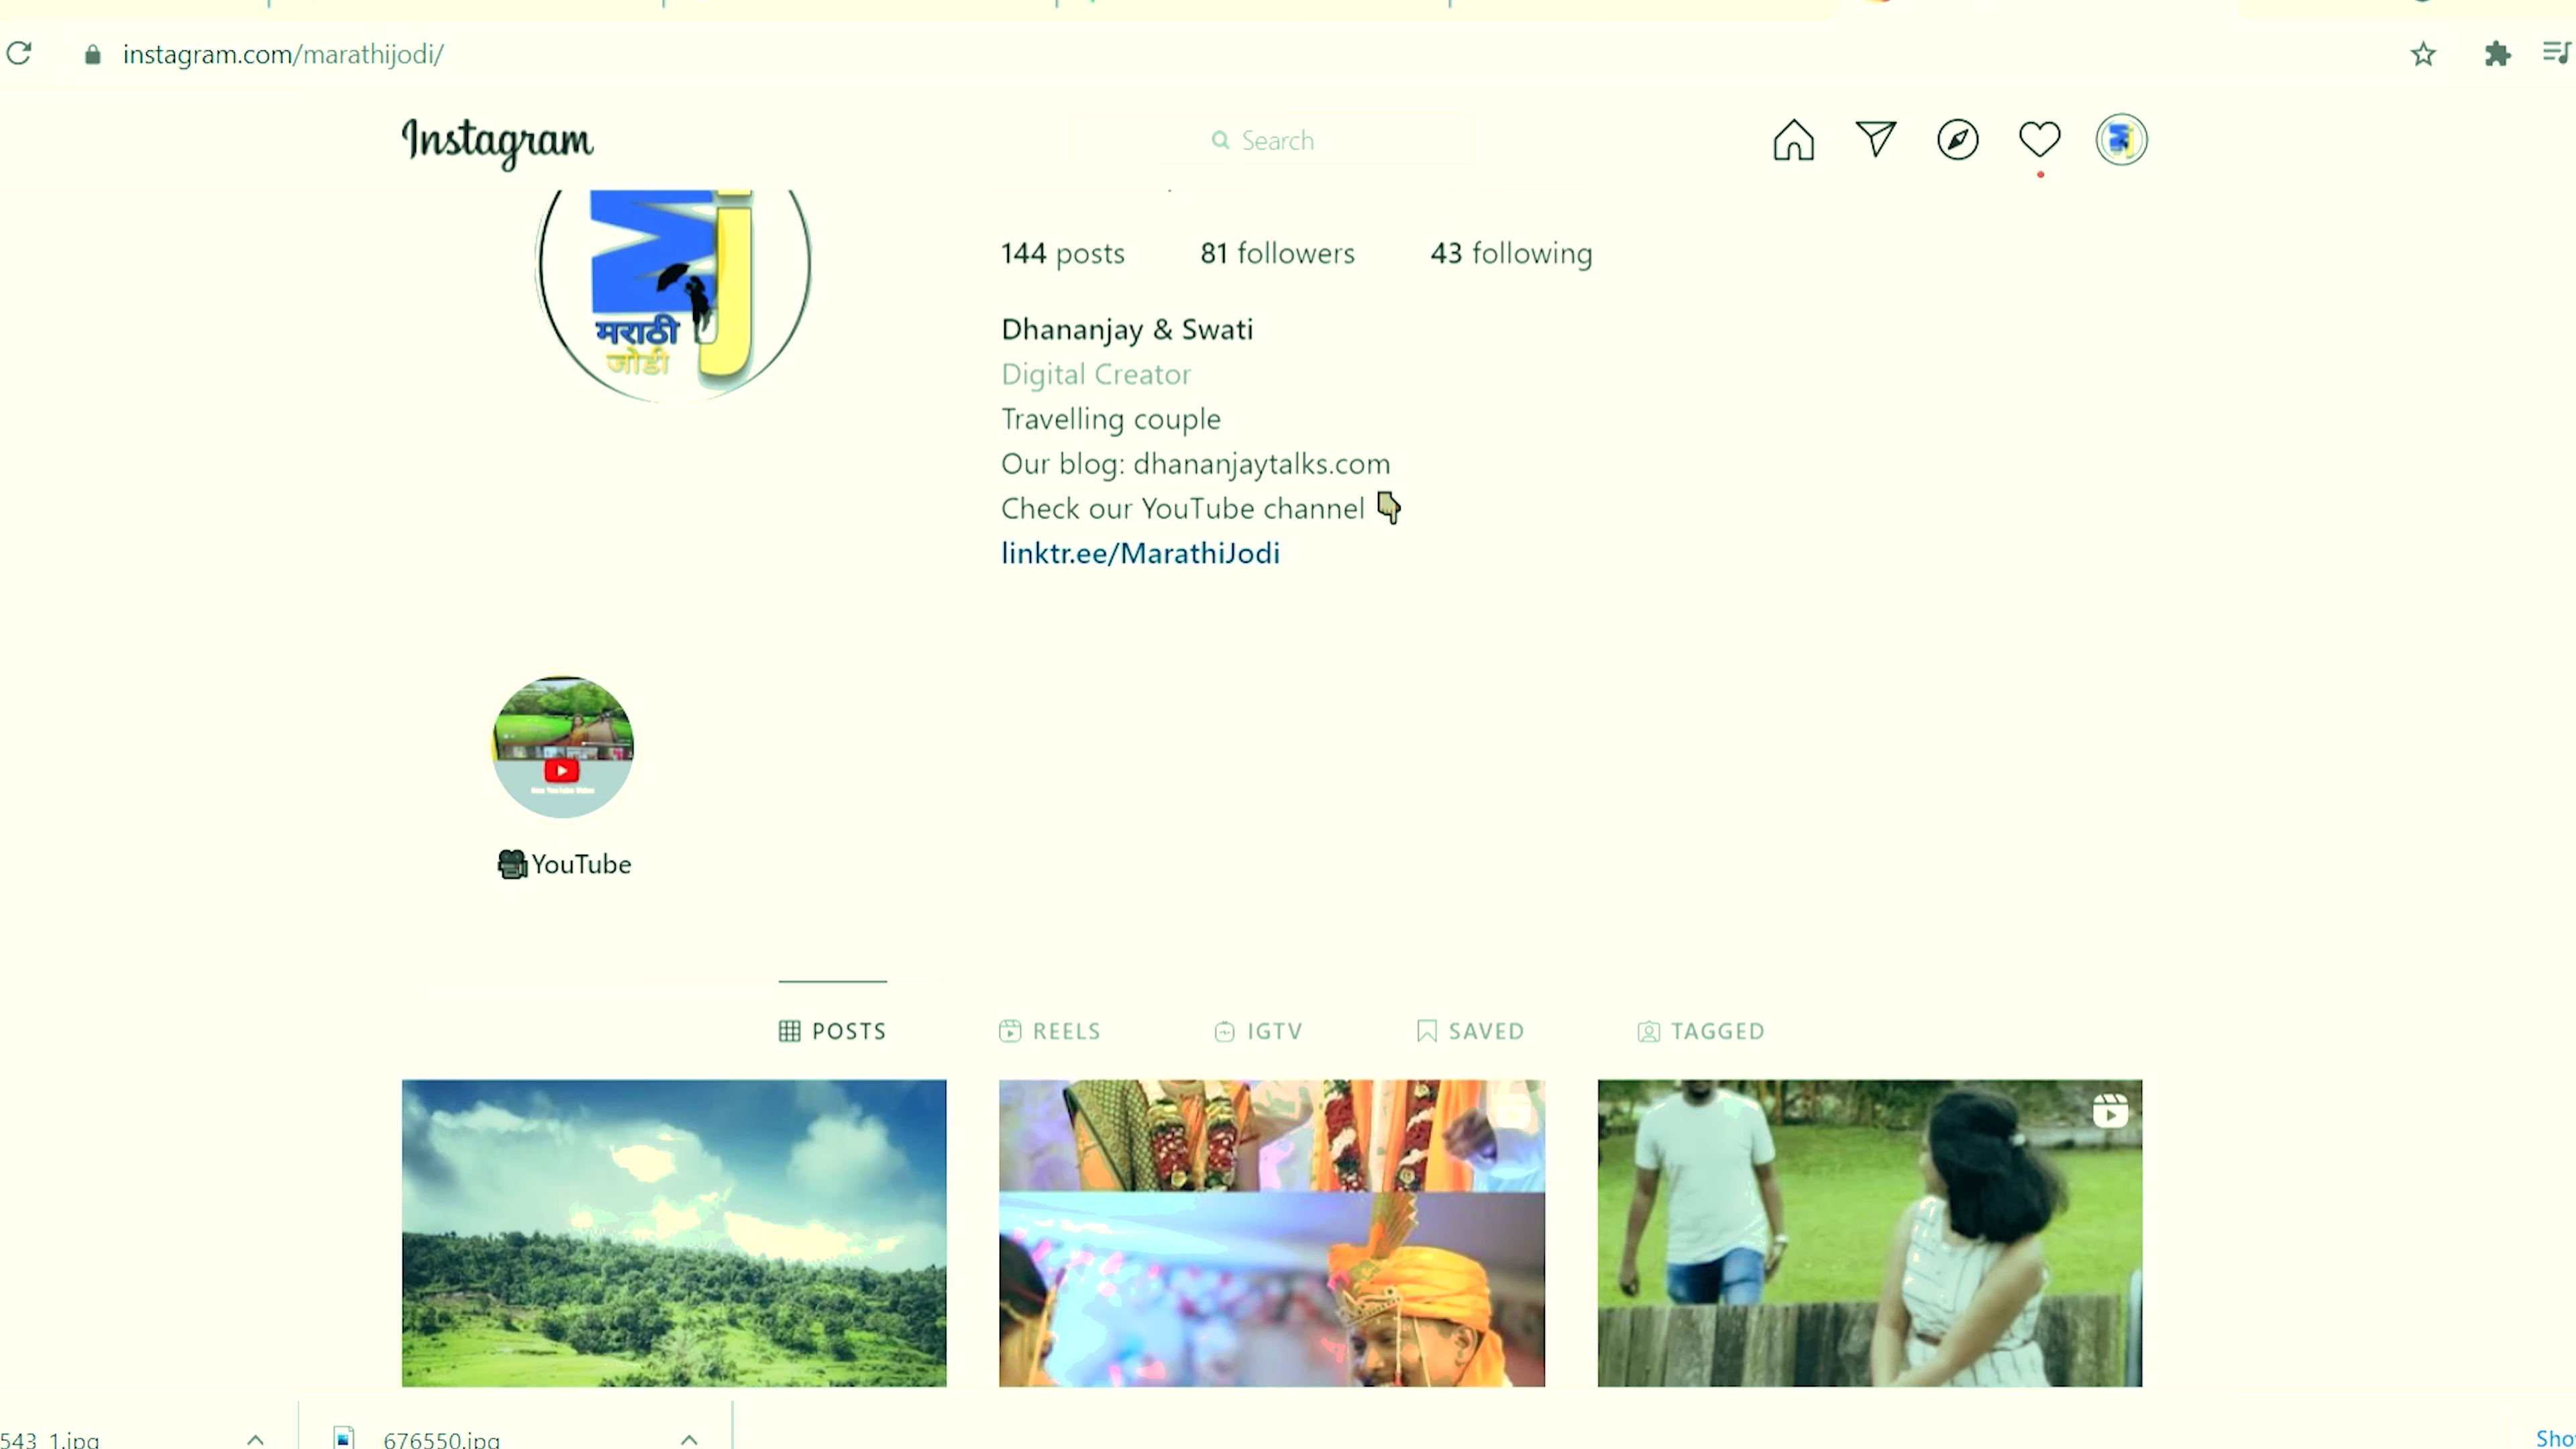 instagram.com/marathijodi/
Instagram
Search
मराठी
जोडी
144 posts 81 followers 43 following
Dhananjay & Swati
Digital Creator
Travelling couple
Our blog: dhananjaytalks.com
Check our YouTube channel 👇
linktr.ee/MarathiJodi
🎥YouTube
POSTS REELS IGTV SAVED TAGGED
543_1.jpg 676550.jpg